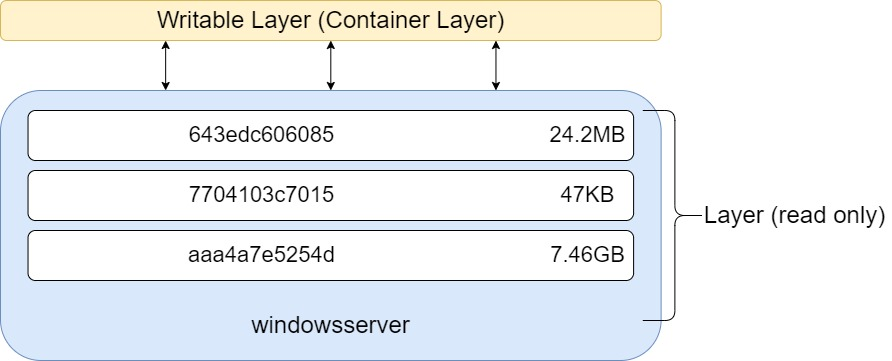 Writable Layer (Container Layer)
643edc606085 24.2MB
7704103c7015 47KB
Layer (read only)
aaa4a7e5254d 7.46GB
windowsserver